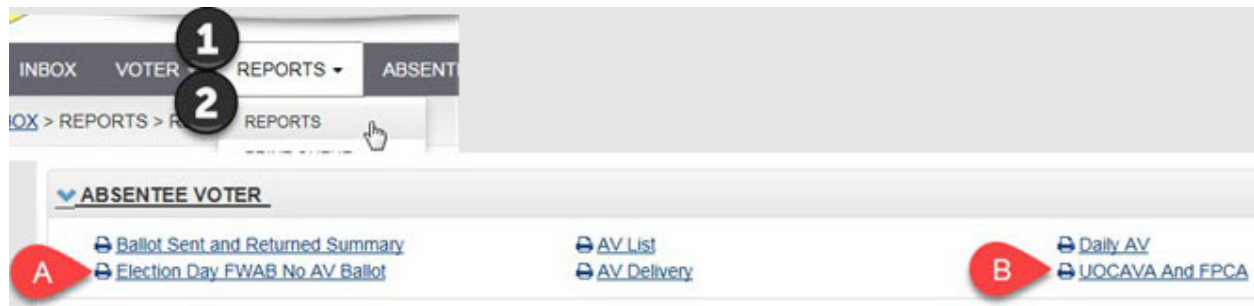 1
INBOX VOTER REPORTS ABSENT
2
OX > REPORTS > R REPORTS
ABSENTEE VOTER
Ballot Sent and Returned Summary AV List Daily AV
A Election Day FWAB No AV Ballot AV Delivery B UOCAVA And FPCA